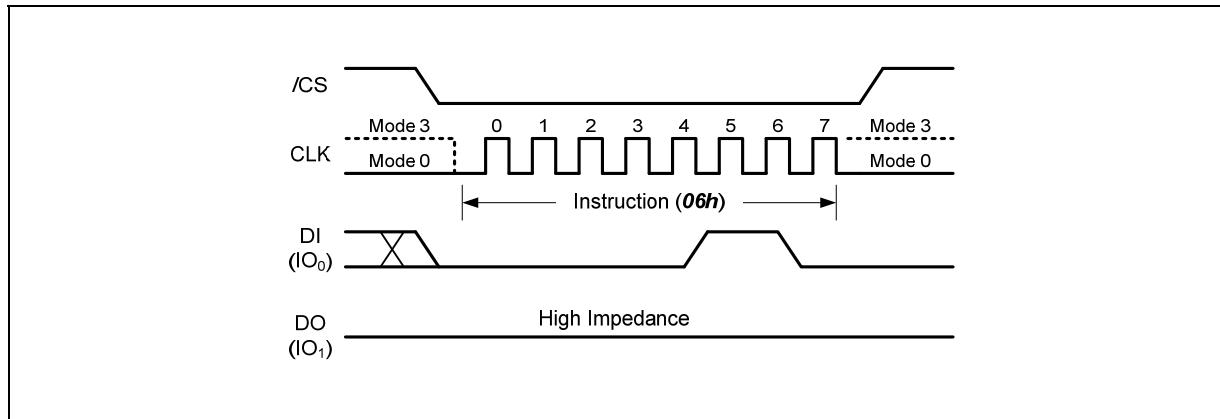 /CS
Mode 3 0 1 2 3 4 5 6 7 Mode 3
CLK
Mode 0 Mode 0
Instruction (06h)
DI
(IO₀)
High Impedance
DO
(IO₁)